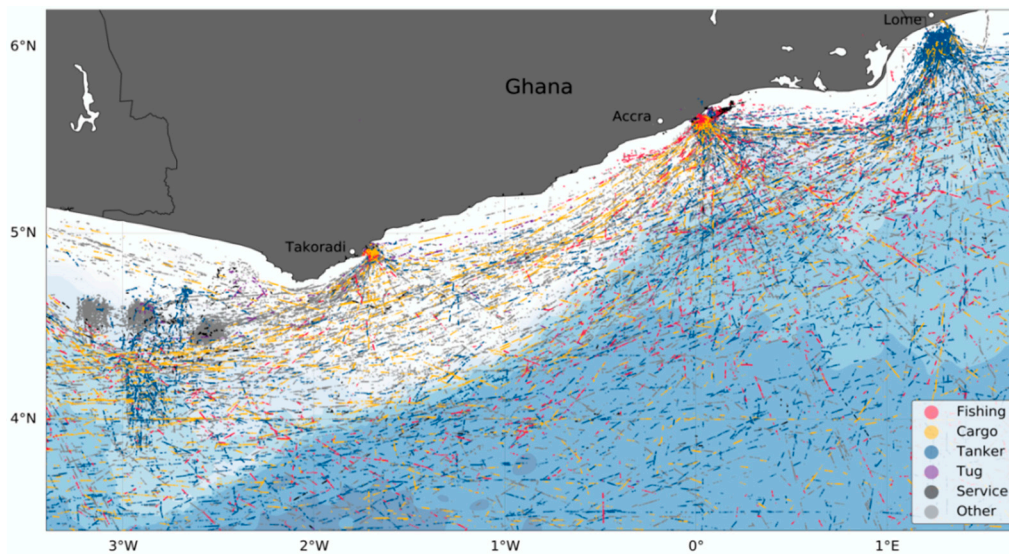 Lome
6°N
Ghana
Accra
5°N
Takoradi
4°N
Fishing
Cargo
Tanker
Tug
Service
Other
3°W
2°W
1°W
0°
1°E